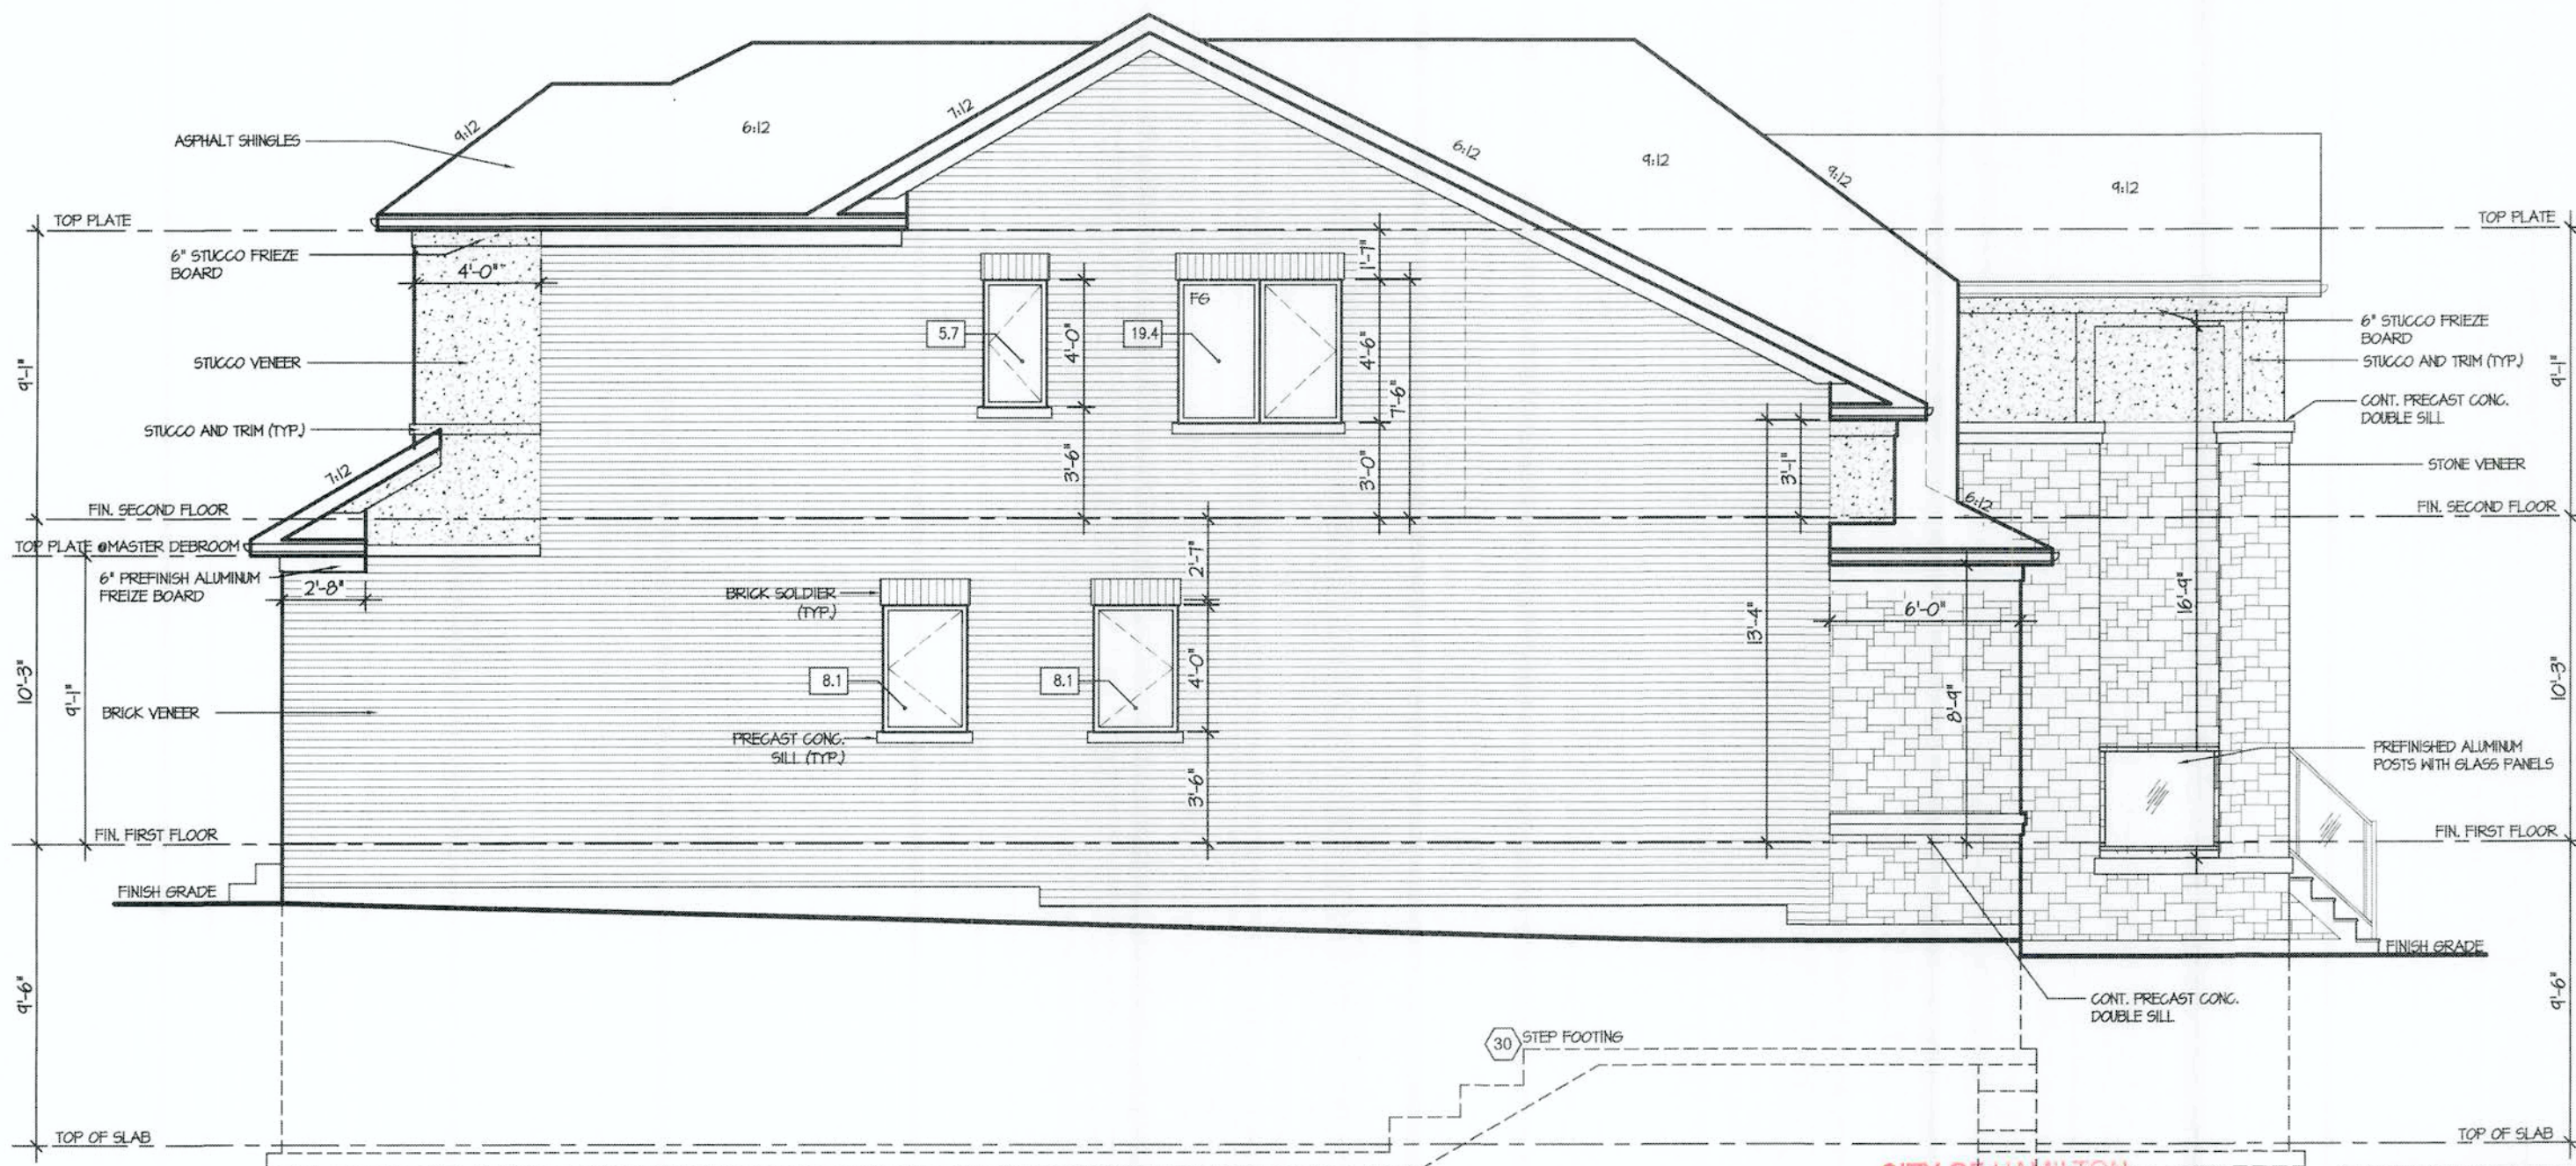 ASPHALT SHINGLES
9:12
6:12
7:12
6:12
9:12
9:12
9:12
TOP PLATE
TOP PLATE
6" STUCCO FRIEZE
BOARD
4'-0"
1'-7"
FG
5.7
19.4
4'-0"
4'-6"
7'-6"
6" STUCCO FRIEZE
BOARD
STUCCO AND TRIM (TYP.)
9'-1"
STUCCO VENEER
9'-1"
CONT. PRECAST CONC.
DOUBLE SILL
STUCCO AND TRIM (TYP.)
7:12
3'-6"
3'-0"
3'-1"
STONE VENEER
6:12
FIN. SECOND FLOOR
FIN. SECOND FLOOR
TOP PLATE @MASTER DEBROOM
6" PREFINISH ALUMINUM
FREIZE BOARD
2'-8"
2'-7"
BRICK SOLDIER
(TYP.)
13'-4"
6'-0"
16'-9"
10'-3"
9'-1"
8.1
8.1
4'-0"
8'-9"
10'-3"
BRICK VENEER
PRECAST CONC.
SILL (TYP.)
3'-6"
PREFINISHED ALUMINUM
POSTS WITH GLASS PANELS
FIN. FIRST FLOOR
FIN. FIRST FLOOR
FINISH GRADE
FINISH GRADE
9'-6"
9'-6"
CONT. PRECAST CONC.
DOUBLE SILL
30 STEP FOOTING
TOP OF SLAB
TOP OF SLAB
CITY OF HAMILTON